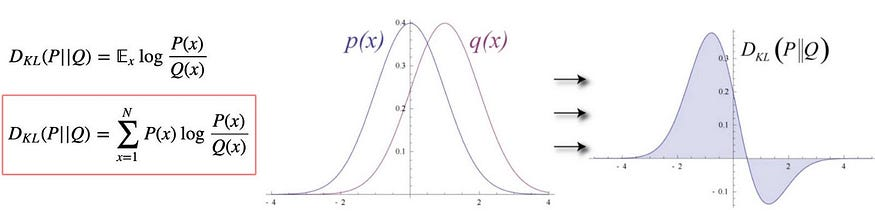 D_{KL}(P||Q) = 𝔼_x log P(x)/Q(x)
D_{KL}(P||Q) = ∑_{x=1}^{N} P(x) log P(x)/Q(x)
p(x) q(x)
0.4
0.3
0.2
0.1
-4 -2 0 2 4
D_{KL}(P‖Q)
0.3
0.2
0.1
-4 -2 2 4
-0.1